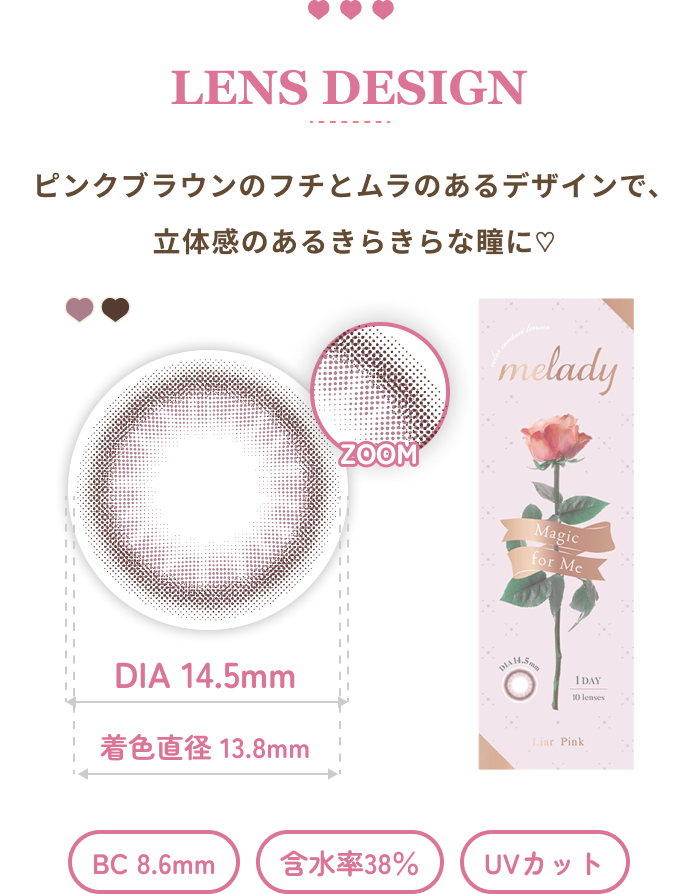 LENS DESIGN
ピンクブラウンのフチとムラのあるデザインで、
立体感のあるきらきらな瞳に♡
ZOOM
melady
Magic
for Me
DIA 14.5mm
1 DAY
10 lenses
Liar Pink
DIA 14.5mm
着色直径 13.8mm
BC 8.6mm
含水率38%
UVカット